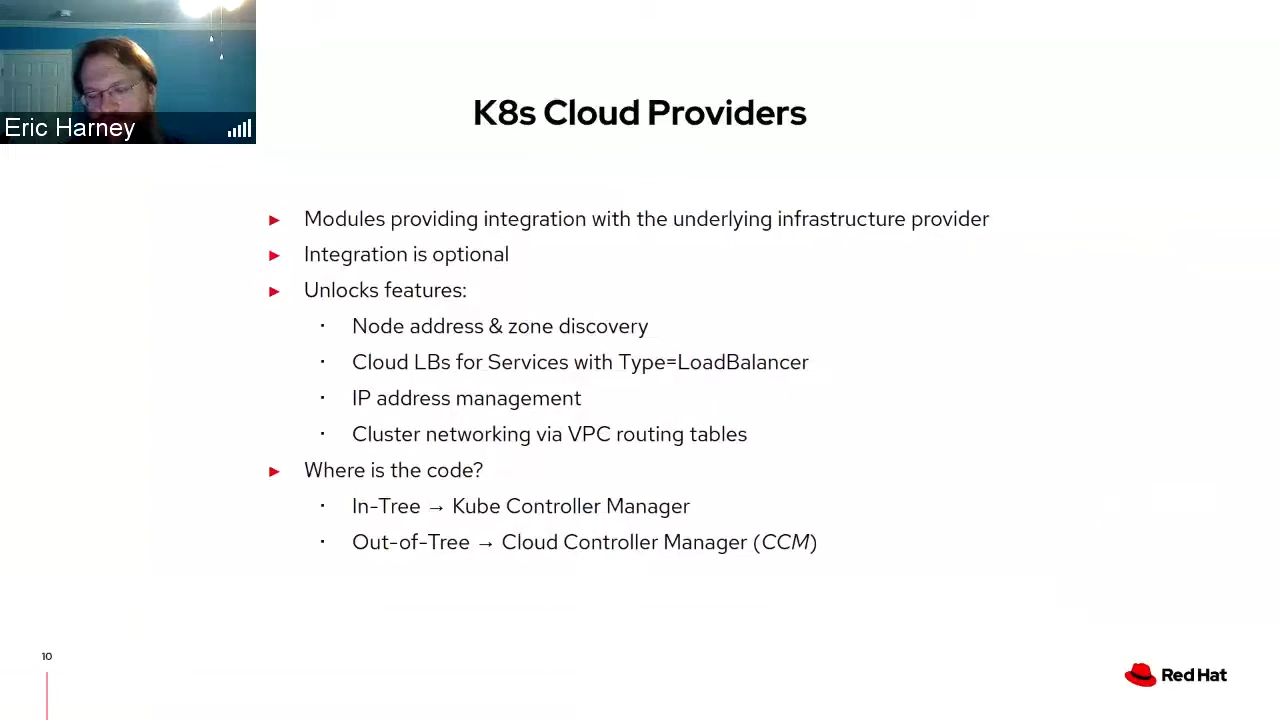 Eric Harney
K8s Cloud Providers
► Modules providing integration with the underlying infrastructure provider
► Integration is optional
► Unlocks features:
· Node address & zone discovery
· Cloud LBs for Services with Type=LoadBalancer
· IP address management
· Cluster networking via VPC routing tables
► Where is the code?
· In-Tree → Kube Controller Manager
· Out-of-Tree → Cloud Controller Manager (CCM)
10
Red Hat